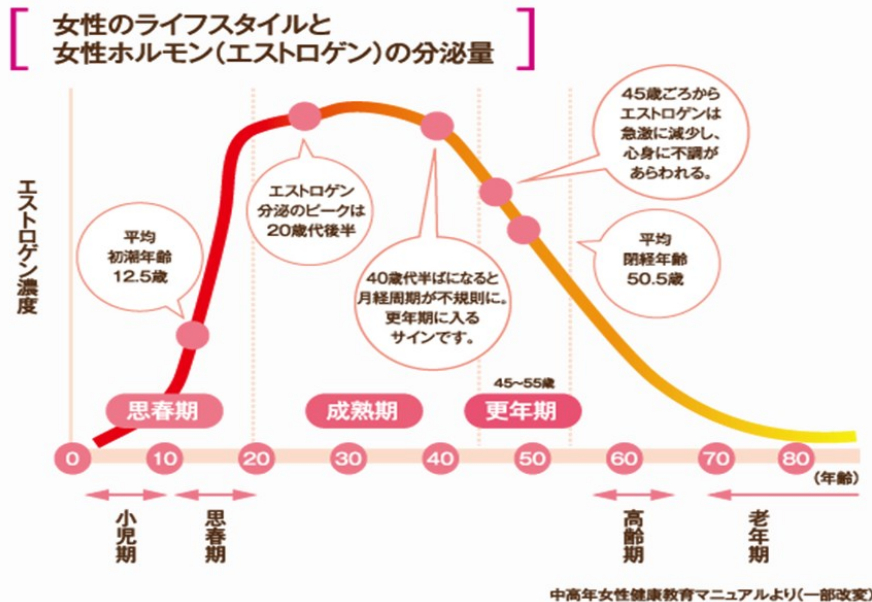 女性のライフスタイルと
女性ホルモン(エストロゲン)の分泌量
エストロゲン濃度
平均
初潮年齢
12.5歳
エストロゲン
分泌のピークは
20歳代後半
40歳代半ばになると
月経周期が不規則に。
更年期に入る
サインです。
45歳ごろから
エストロゲンは
急激に減少し、
心身に不調が
あらわれる。
平均
閉経年齢
50.5歳
45〜55歳
思春期
成熟期
更年期
0 10 20 30 40 50 60 70 80
(年齢)
小児期
思春期
高齢期
老年期
中高年女性健康教育マニュアルより(一部改変)